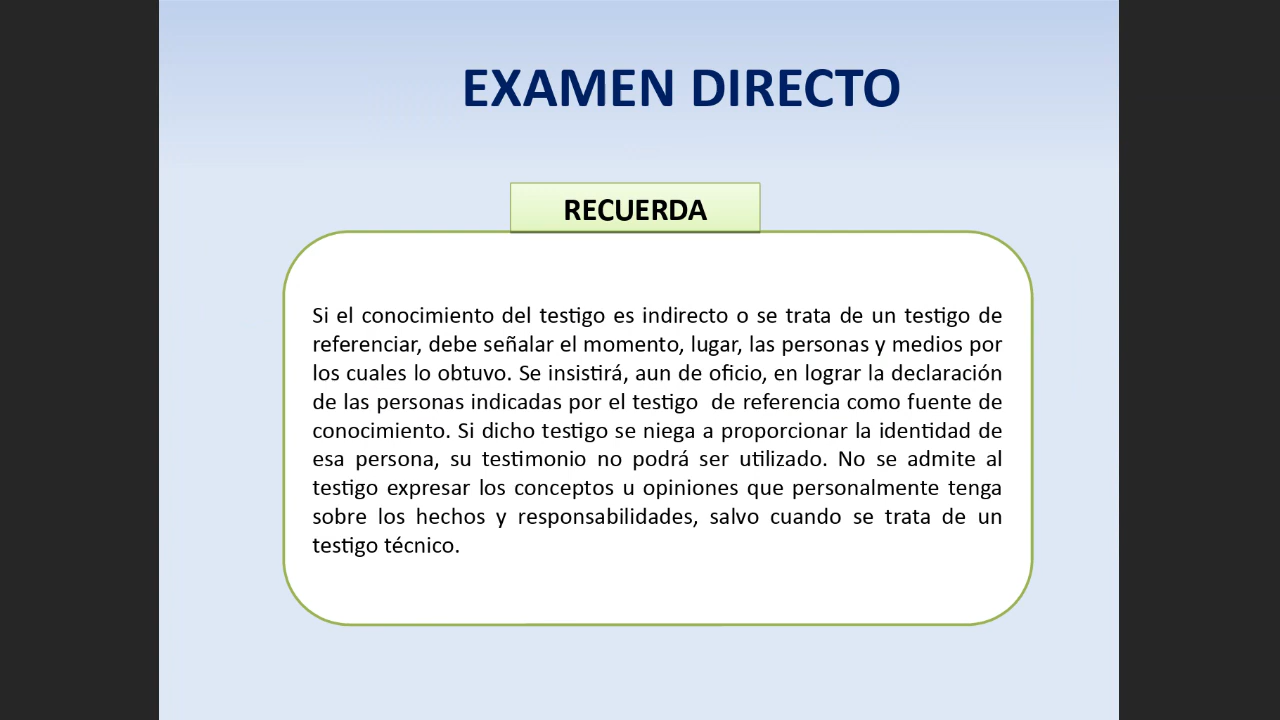 EXAMEN DIRECTO
RECUERDA
Si el conocimiento del testigo es indirecto o se trata de un testigo de
referenciar, debe señalar el momento, lugar, las personas y medios por
los cuales lo obtuvo. Se insistirá, aun de oficio, en lograr la declaración
de las personas indicadas por el testigo  de referencia como fuente de
conocimiento. Si dicho testigo se niega a proporcionar la identidad de
esa persona, su testimonio no podrá ser utilizado. No se admite al
testigo expresar los conceptos u opiniones que personalmente tenga
sobre los hechos y responsabilidades, salvo cuando se trata de un
testigo técnico.